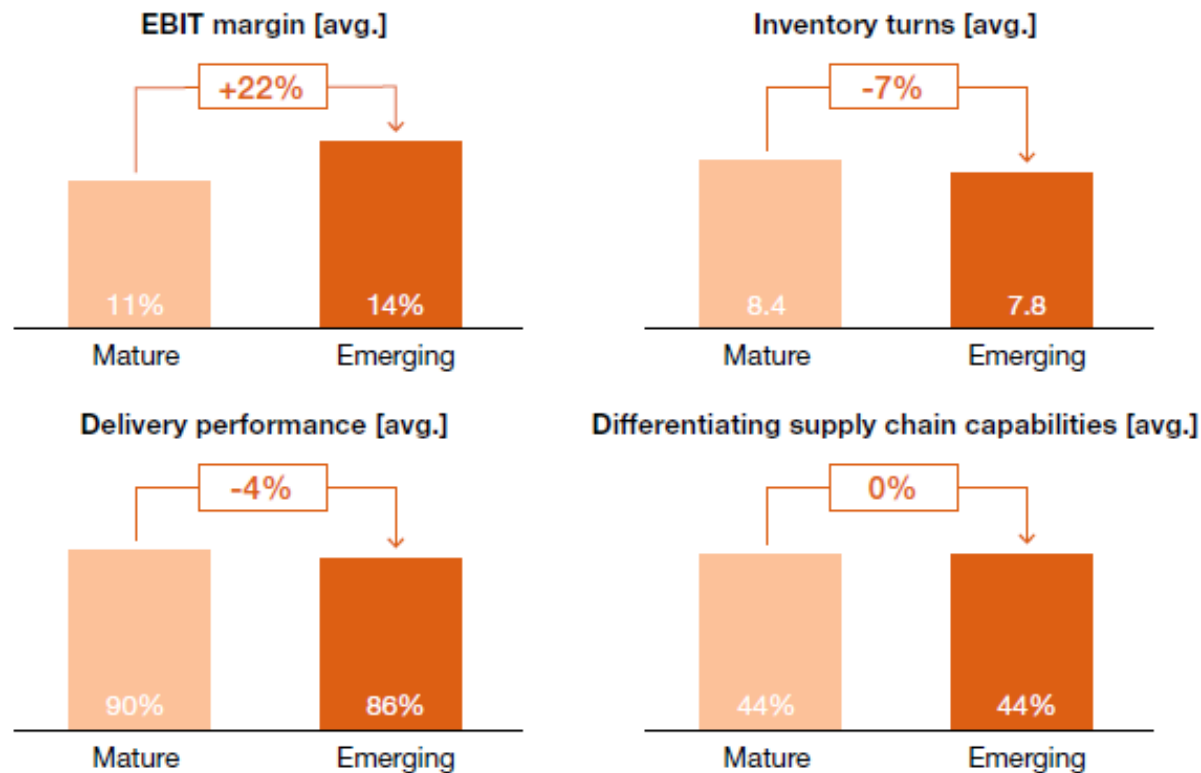 EBIT margin [avg.]
+22%
11%
14%
Mature
Emerging
Inventory turns [avg.]
-7%
8.4
7.8
Mature
Emerging
Delivery performance [avg.]
-4%
90%
86%
Mature
Emerging
Differentiating supply chain capabilities [avg.]
0%
44%
44%
Mature
Emerging